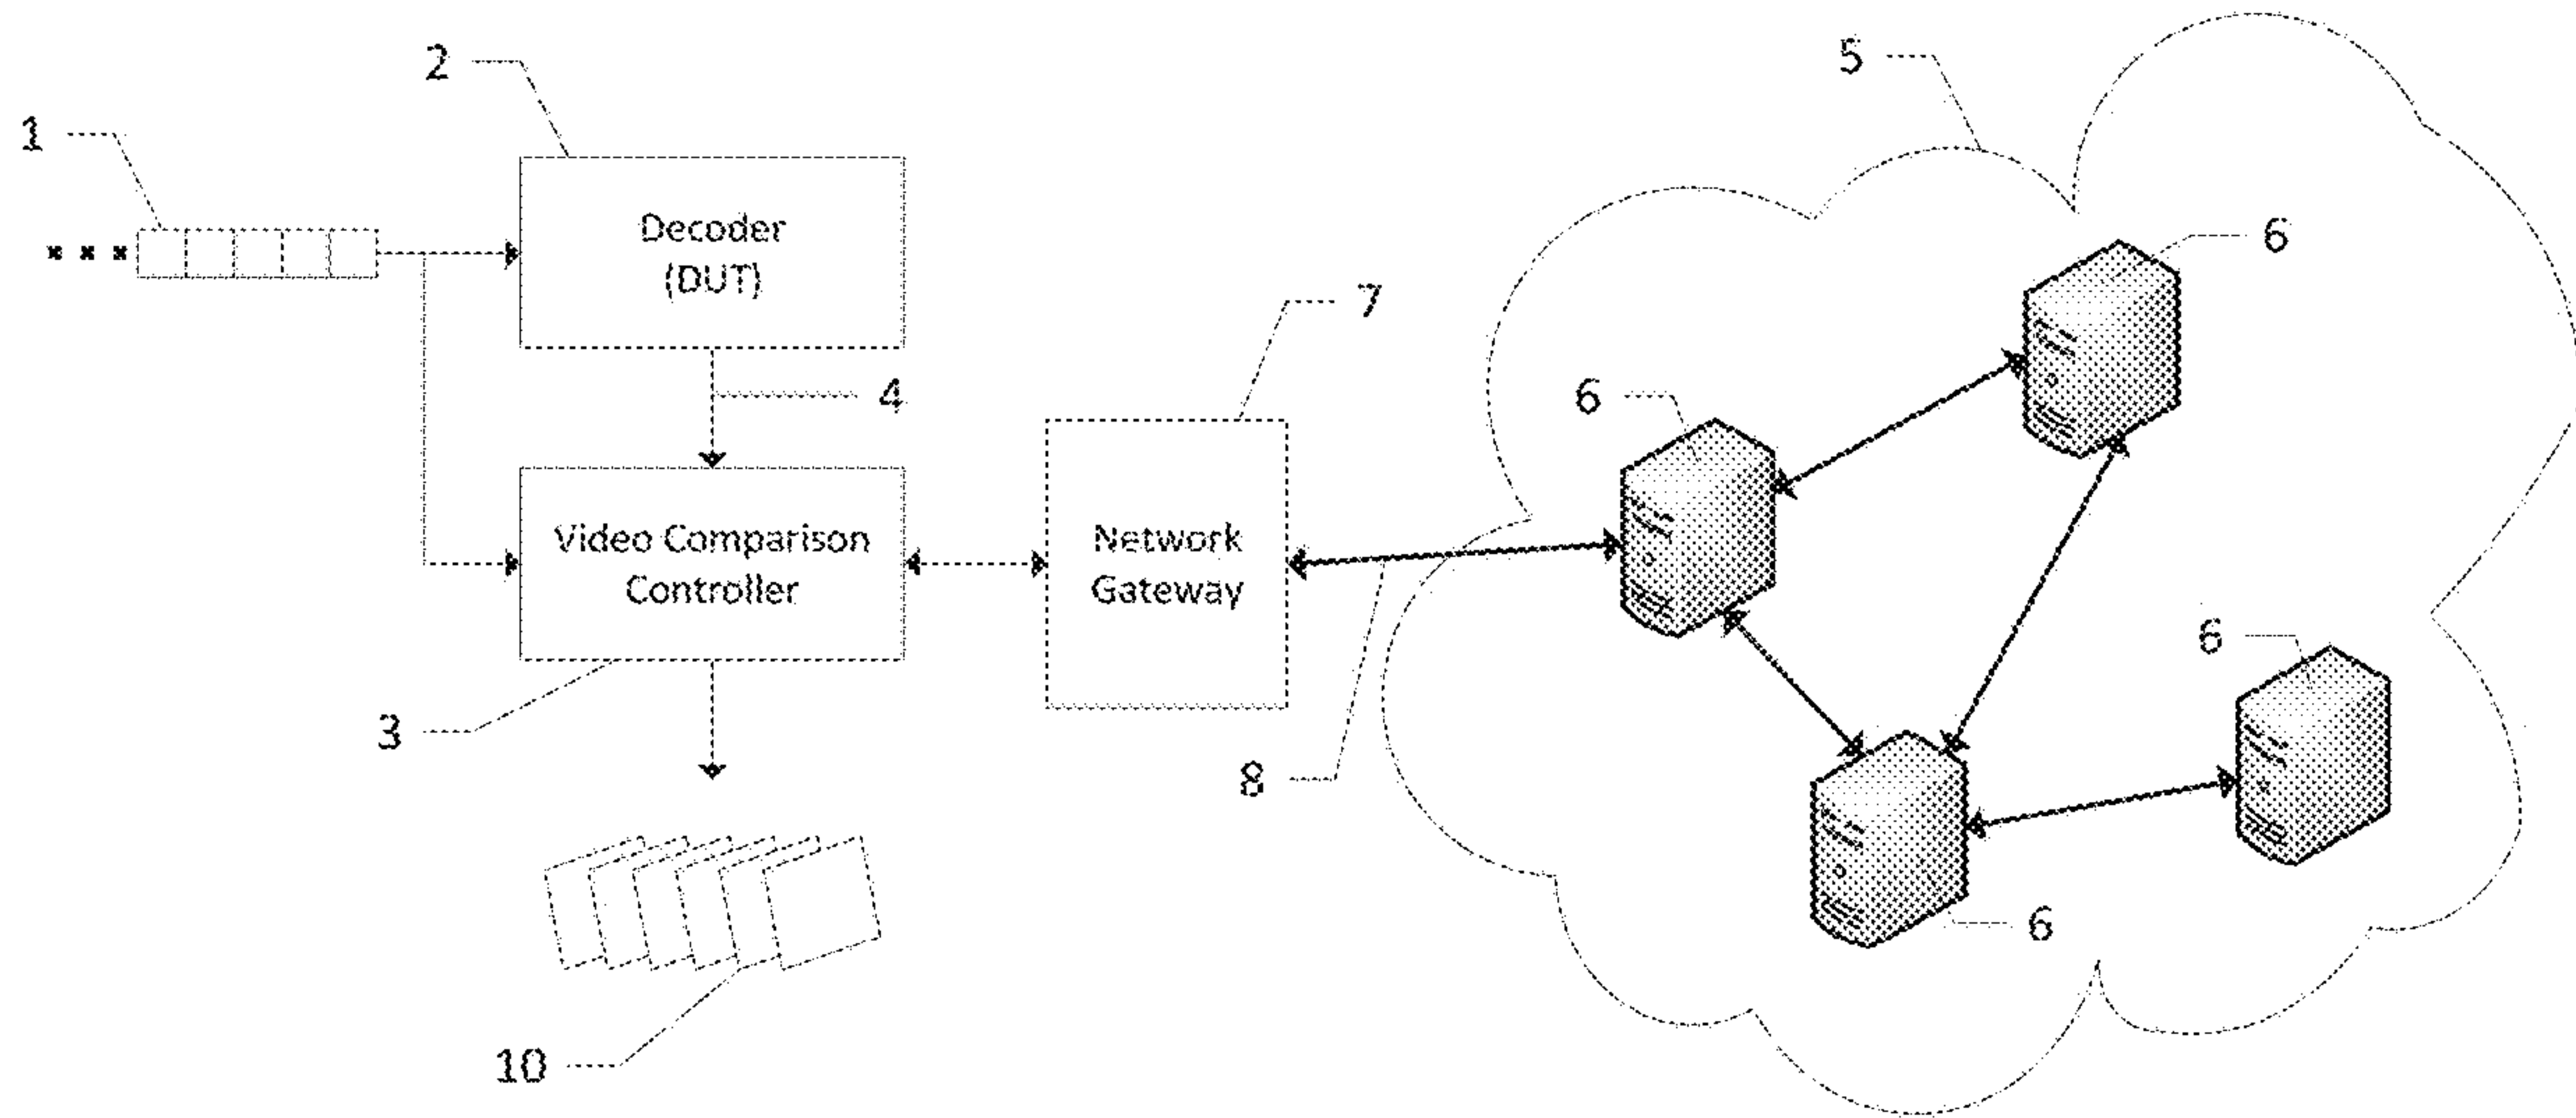 2
5
1
6
Decoder
(DUT)
7
4
6
Video Comparison
Controller
Network
Gateway
6
3
8
6
10